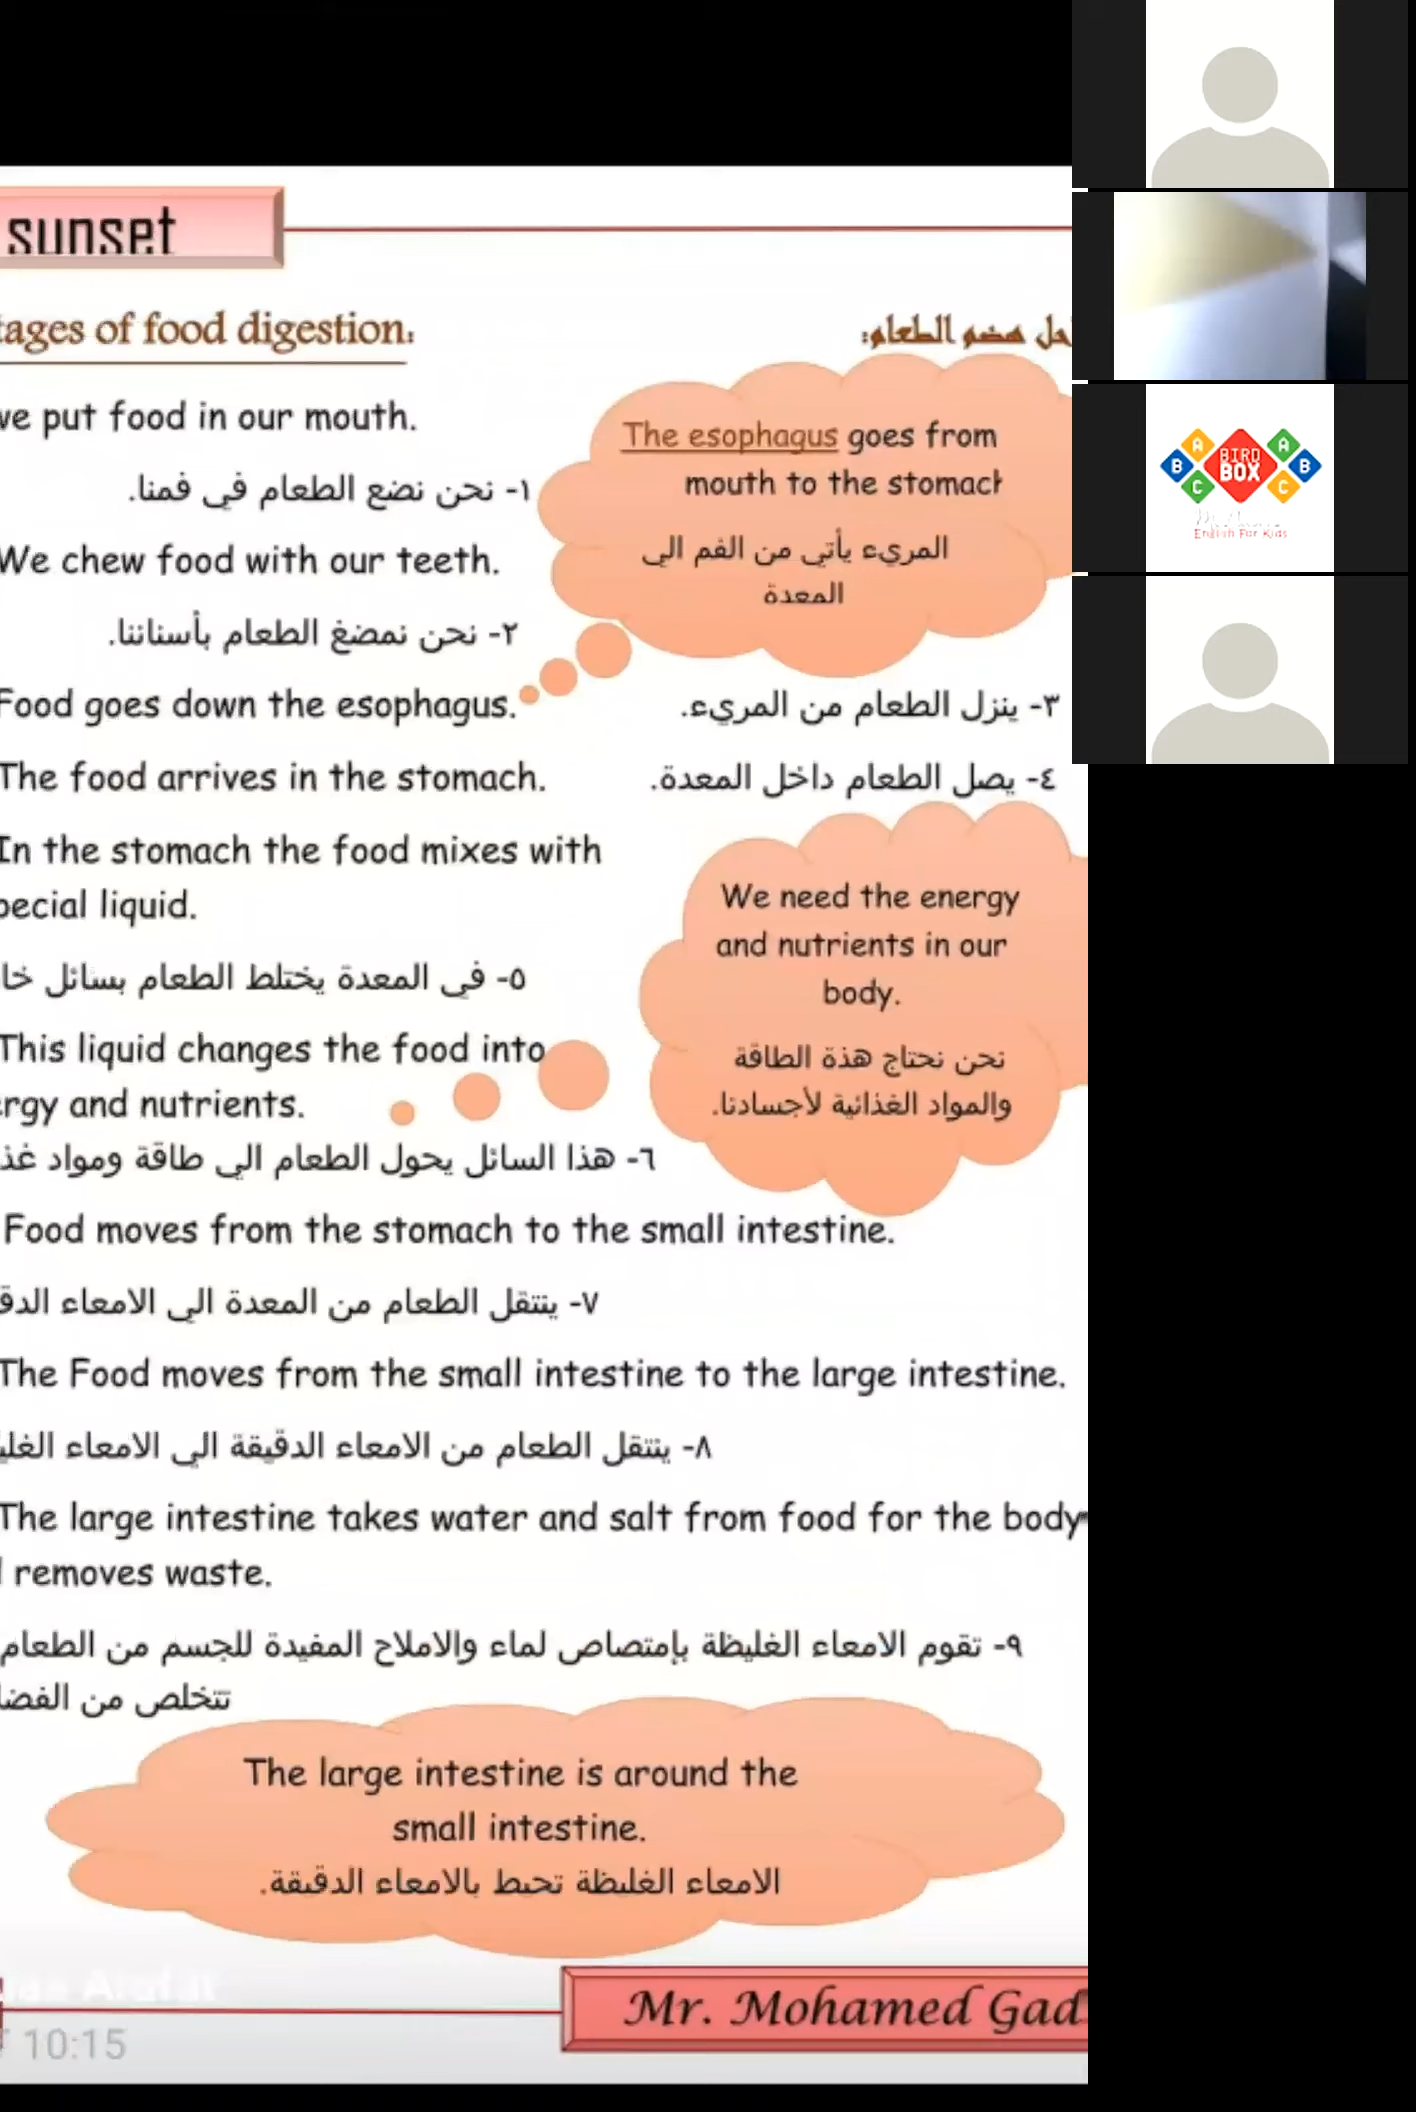 sunset
tages of food digestion:
احل هضم الطعام:
we put food in our mouth.
١- نحن نضع الطعام في فمنا.
The esophagus goes from
mouth to the stomach
المريء يأتي من الفم الي
المعدة
We chew food with our teeth.
٢- نحن نمضغ الطعام بأسناننا.
Food goes down the esophagus.
٣- ينزل الطعام من المريء.
The food arrives in the stomach.
٤- يصل الطعام داخل المعدة.
In the stomach the food mixes with
pecial liquid.
٥- في المعدة يختلط الطعام بسائل خا
We need the energy
and nutrients in our
body.
نحن نحتاج هذة الطاقة
والمواد الغذائية لأجسادنا.
This liquid changes the food into
ergy and nutrients.
٦- هذا السائل يحول الطعام الي طاقة ومواد غذ
Food moves from the stomach to the small intestine.
٧- ينتقل الطعام من المعدة الي الامعاء الدق
The Food moves from the small intestine to the large intestine.
٨- ينتقل الطعام من الامعاء الدقيقة الي الامعاء الغلي
The large intestine takes water and salt from food for the body
removes waste.
٩- تقوم الامعاء الغليظة بإمتصاص لماء والاملاح المفيدة للجسم من الطعام
تتخلص من الفضا
The large intestine is around the
small intestine.
الامعاء الغليظة تحيط بالامعاء الدقيقة.
Mr. Mohamed Gad
10:15
A B C
BIRD
BOX
A B C
English For Kids